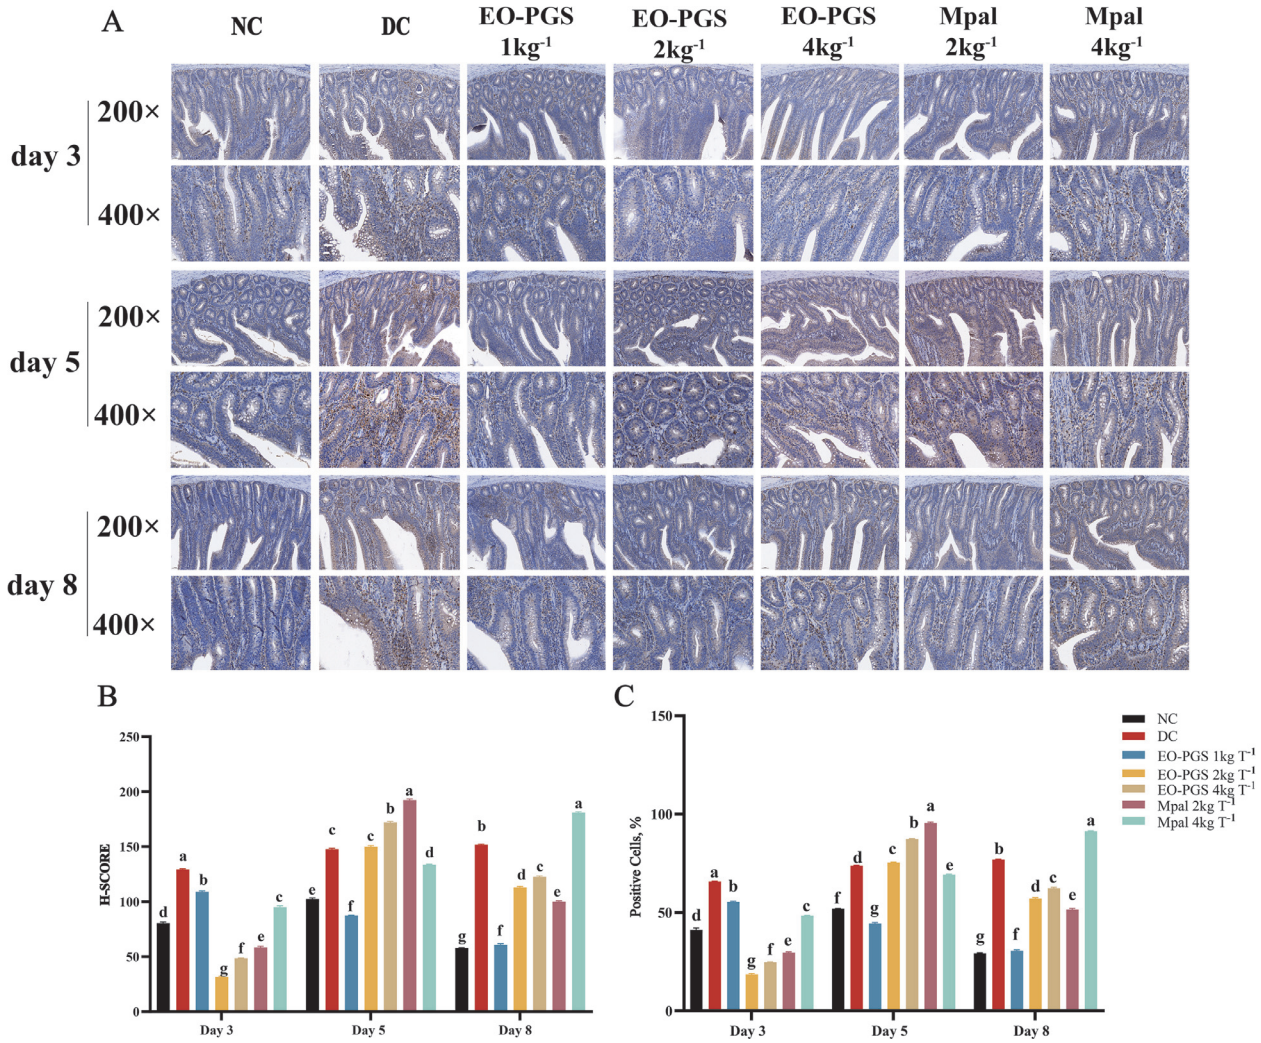 A
NC
DC
EO-PGS
1kg-1
EO-PGS
2kg-1
EO-PGS
4kg-1
Mpal
2kg-1
Mpal
4kg-1
day 3
200×
400×
day 5
200×
400×
day 8
200×
400×
B
H-SCORE
250
200
150
100
50
0
d
a
b
g
f
e
c
e
c
f
c
b
a
d
g
b
f
d
c
e
a
Day 3
Day 5
Day 8
C
Positive Cells, %
150
100
50
0
d
a
b
g
f
e
c
f
d
g
c
b
a
e
g
b
f
d
c
e
a
Day 3
Day 5
Day 8
NC
DC
EO-PGS 1kg T-1
EO-PGS 2kg T-1
EO-PGS 4kg T-1
Mpal 2kg T-1
Mpal 4kg T-1